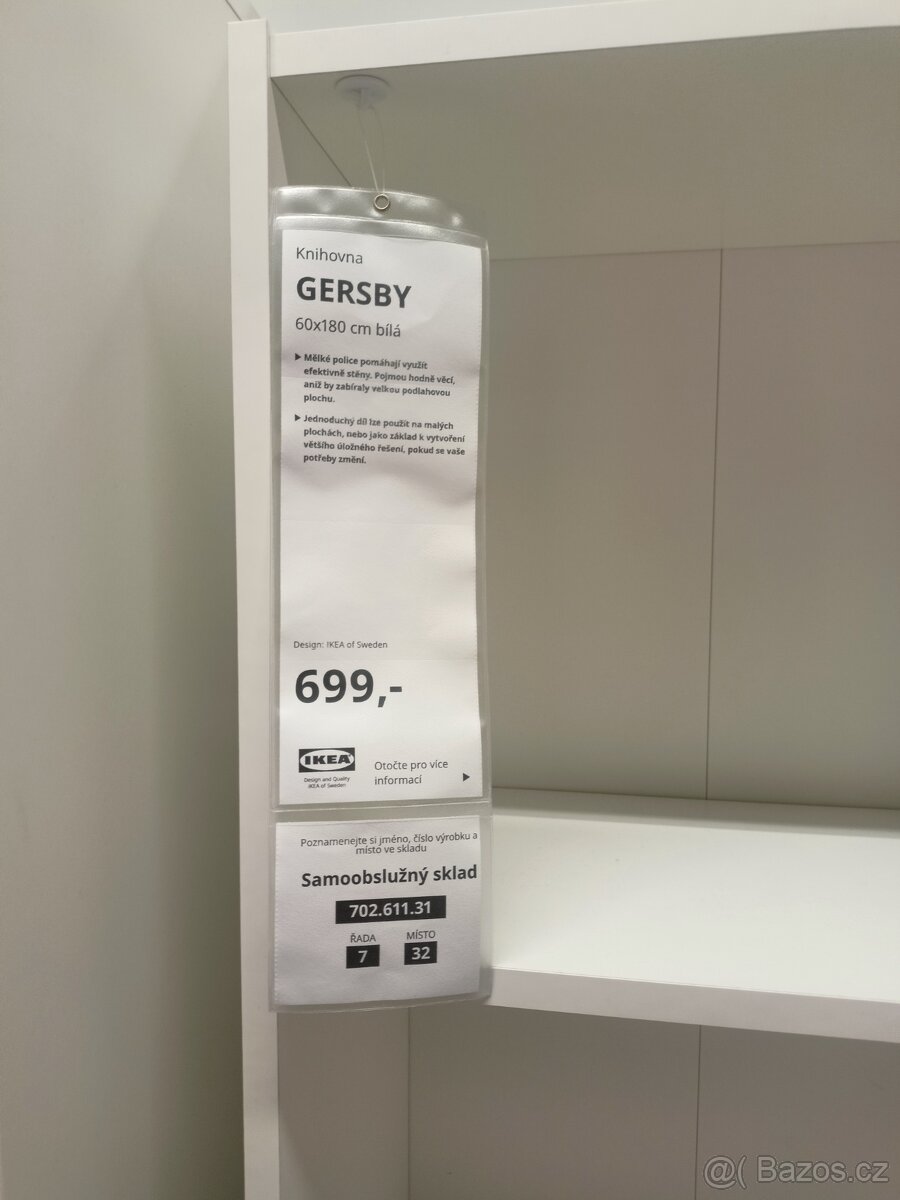 Knihovna
GERSBY
60x180 cm bílá
▶ Mělké police pomáhají využít
efektivně stěny. Pojmou hodně věcí,
aniž by zabíraly velkou podlahovou
plochu.
▶ Jednoduchý díl lze použít na malých
plochách, nebo jako základ k vytvoření
většího úložného řešení, pokud se vaše
potřeby změní.
Design: IKEA of Sweden
699,-
IKEA
Design and Quality
IKEA of Sweden
Otočte pro více
informací ▶
Poznamenejte si jméno, číslo výrobku a
místo ve skladu
Samoobslužný sklad
702.611.31
ŘADA MÍSTO
7 32
@( Bazos.cz